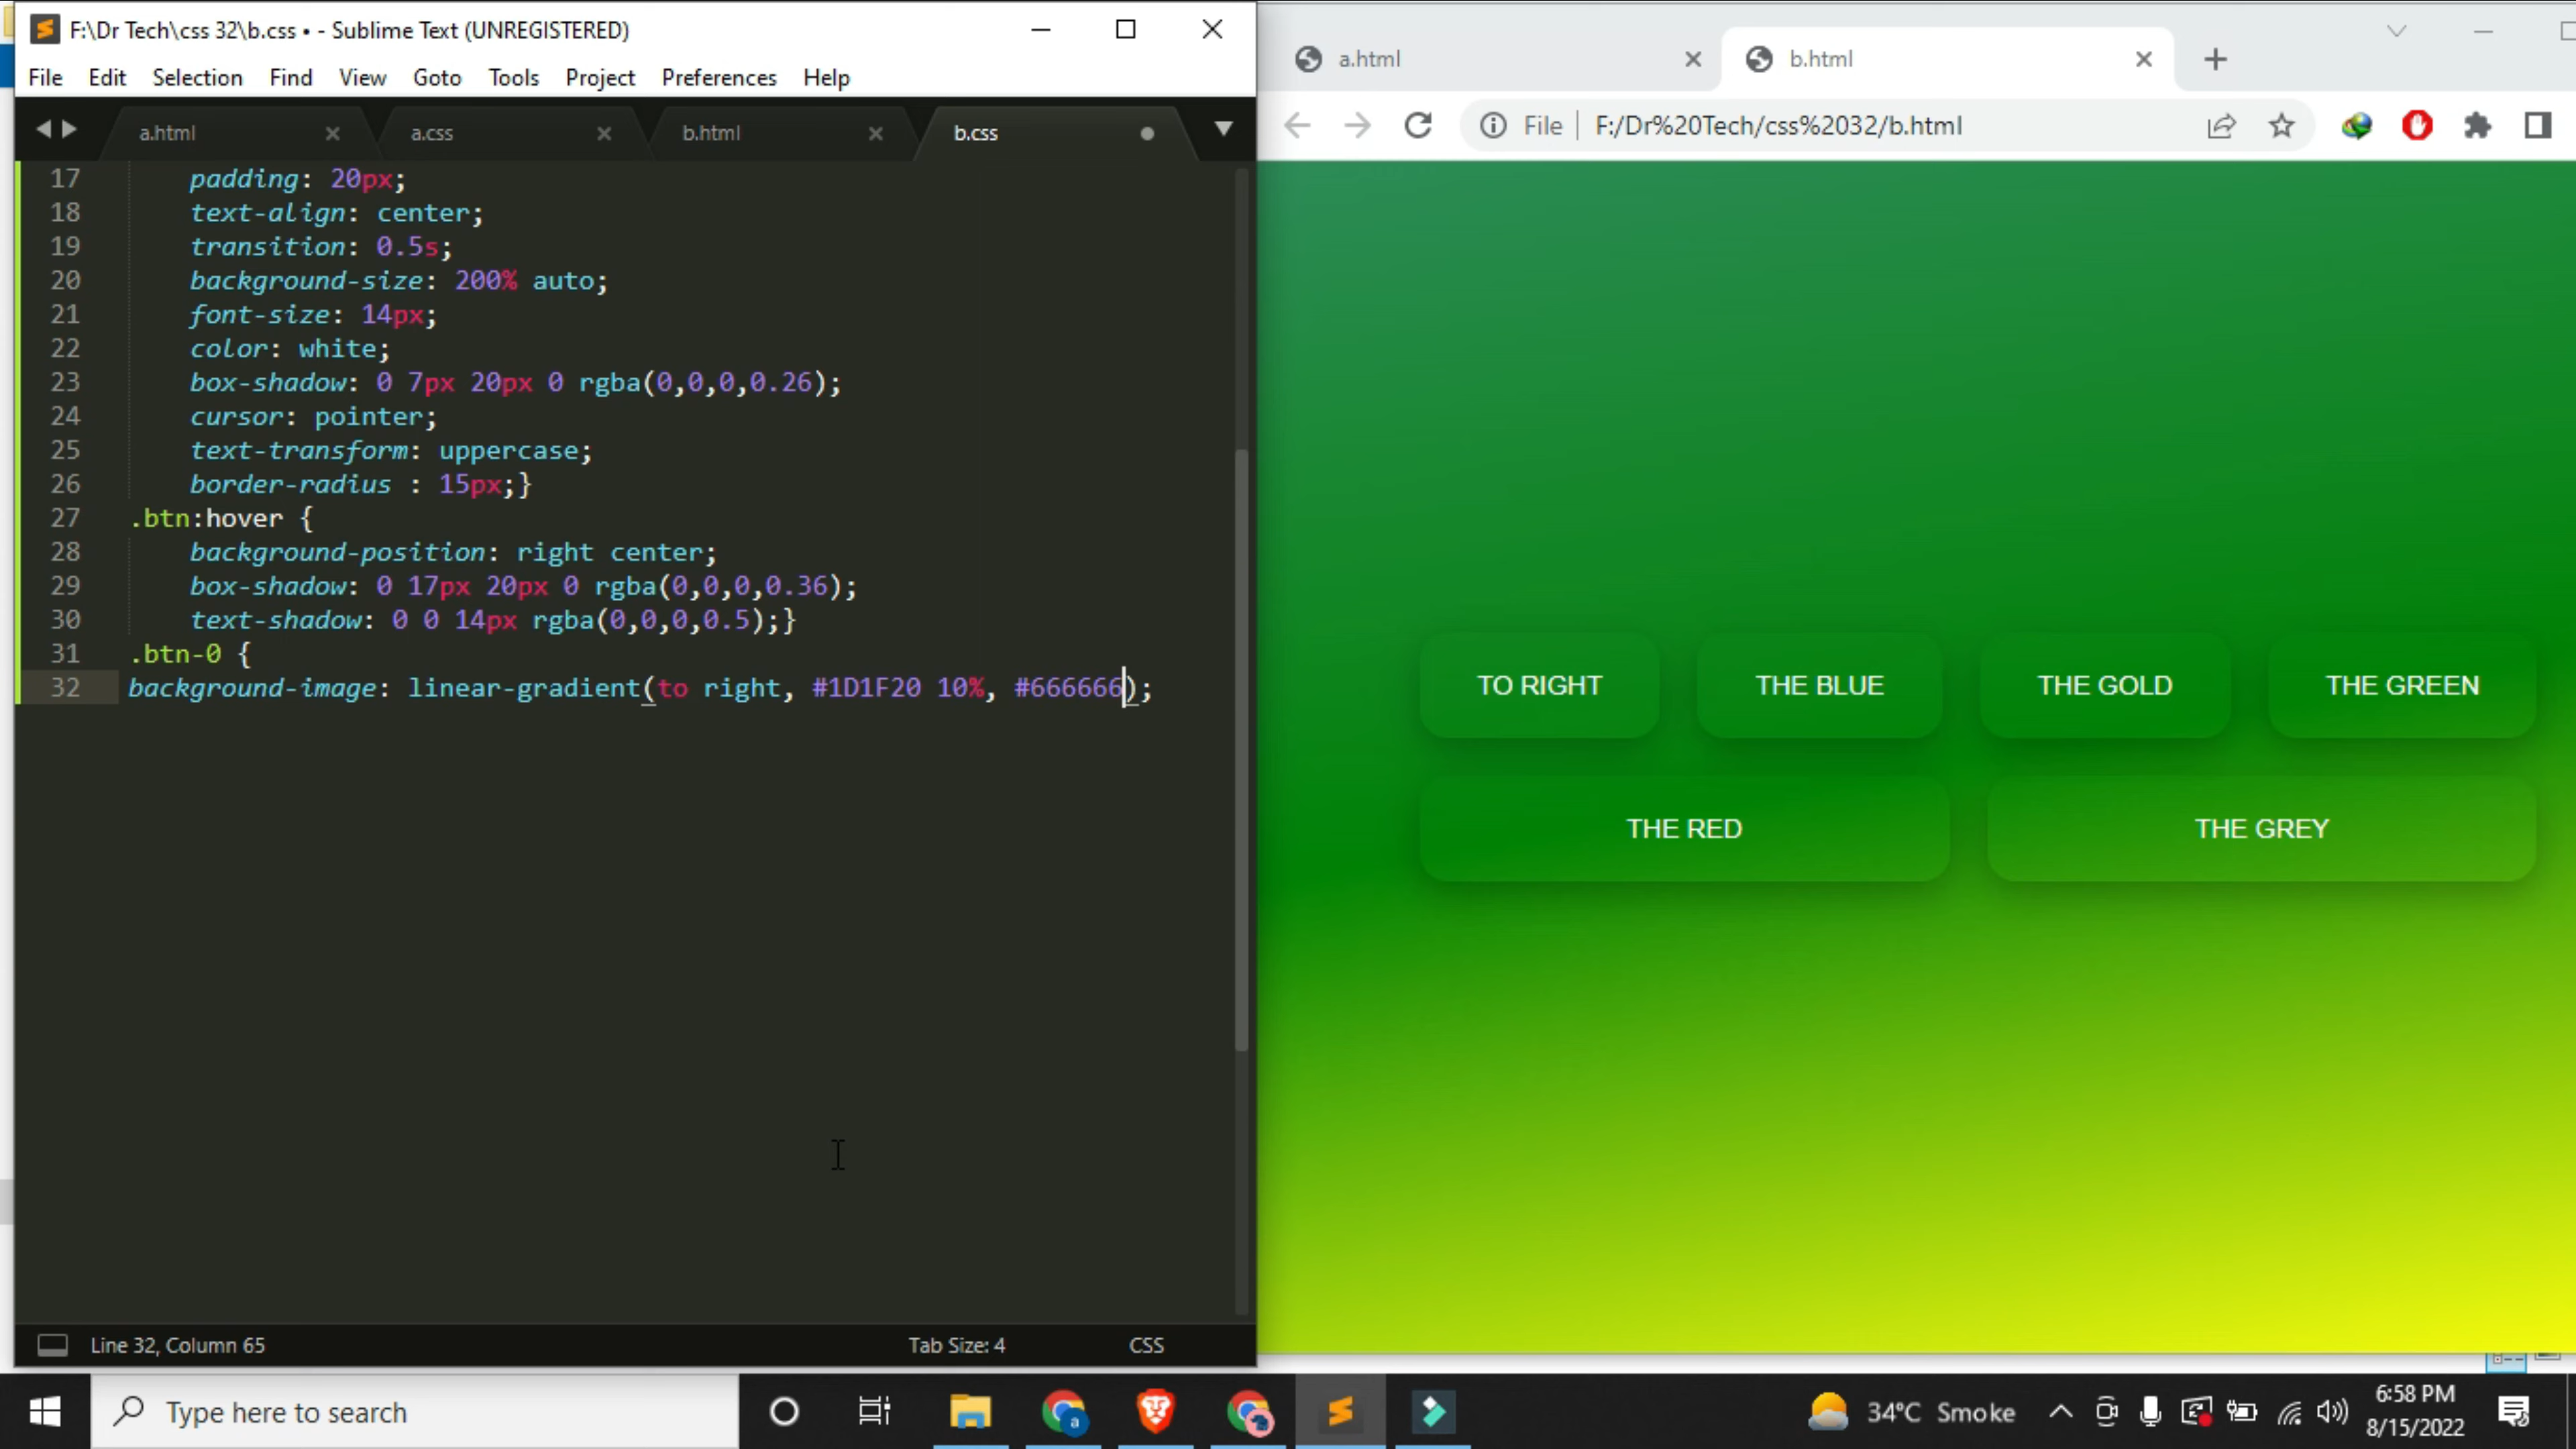 F:\Dr Tech\css 32\b.css • - Sublime Text (UNREGISTERED)
File Edit Selection Find View Goto Tools Project Preferences Help
a.html a.css b.html b.css
17 padding: 20px;
18 text-align: center;
19 transition: 0.5s;
20 background-size: 200% auto;
21 font-size: 14px;
22 color: white;
23 box-shadow: 0 7px 20px 0 rgba(0,0,0,0.26);
24 cursor: pointer;
25 text-transform: uppercase;
26 border-radius : 15px;}
27 .btn:hover {
28 background-position: right center;
29 box-shadow: 0 17px 20px 0 rgba(0,0,0,0.36);
30 text-shadow: 0 0 14px rgba(0,0,0,0.5);}
31 .btn-0 {
32 background-image: linear-gradient(to right, #1D1F20 10%, #666666);
Line 32, Column 65 Tab Size: 4 CSS
a.html b.html
File F:/Dr%20Tech/css%2032/b.html
TO RIGHT THE BLUE THE GOLD THE GREEN
THE RED THE GREY
Type here to search
a
34°C Smoke
6:58 PM
8/15/2022